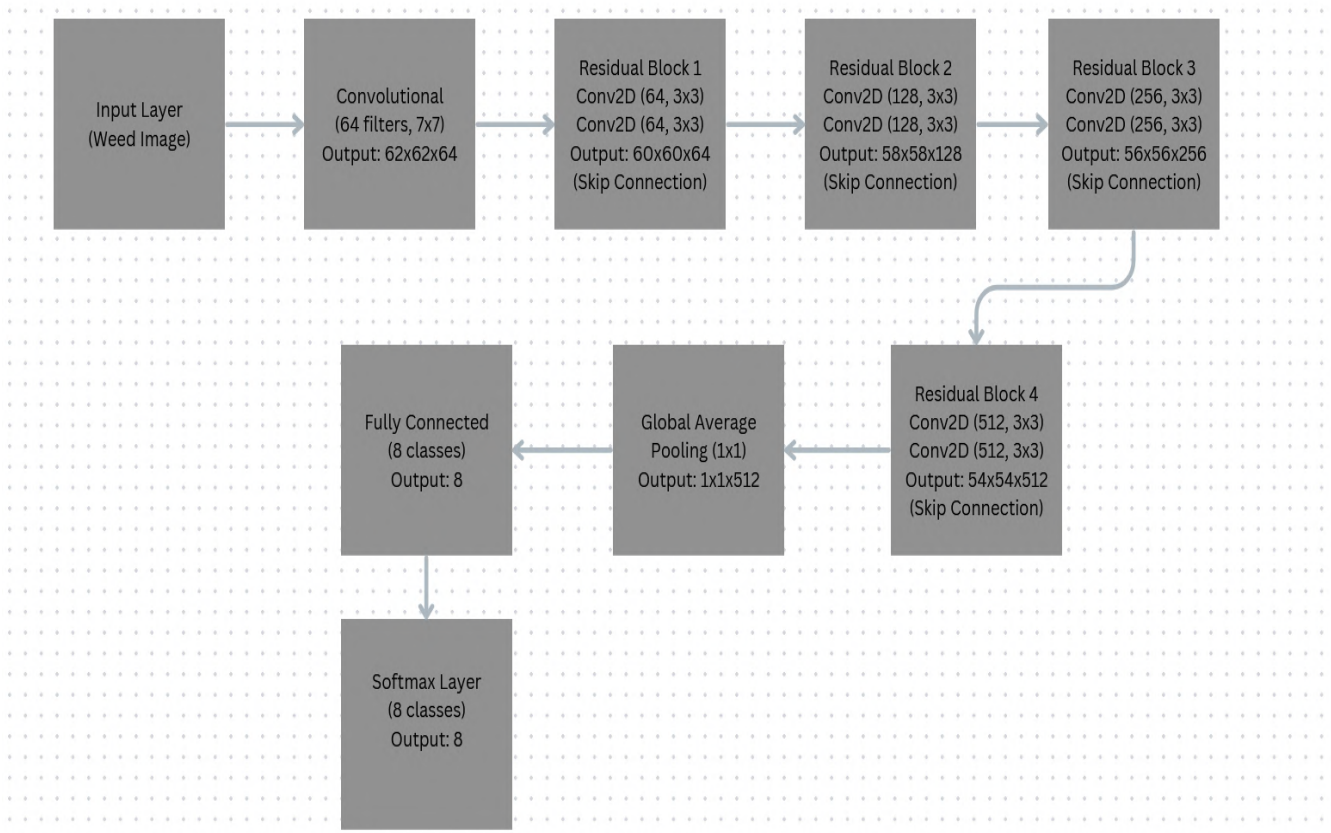 Input Layer
(Weed Image)
Convolutional
(64 filters, 7x7)
Output: 62x62x64
Residual Block 1
Conv2D (64, 3x3)
Conv2D (64, 3x3)
Output: 60x60x64
(Skip Connection)
Residual Block 2
Conv2D (128, 3x3)
Conv2D (128, 3x3)
Output: 58x58x128
(Skip Connection)
Residual Block 3
Conv2D (256, 3x3)
Conv2D (256, 3x3)
Output: 56x56x256
(Skip Connection)
Residual Block 4
Conv2D (512, 3x3)
Conv2D (512, 3x3)
Output: 54x54x512
(Skip Connection)
Global Average
Pooling (1x1)
Output: 1x1x512
Fully Connected
(8 classes)
Output: 8
Softmax Layer
(8 classes)
Output: 8